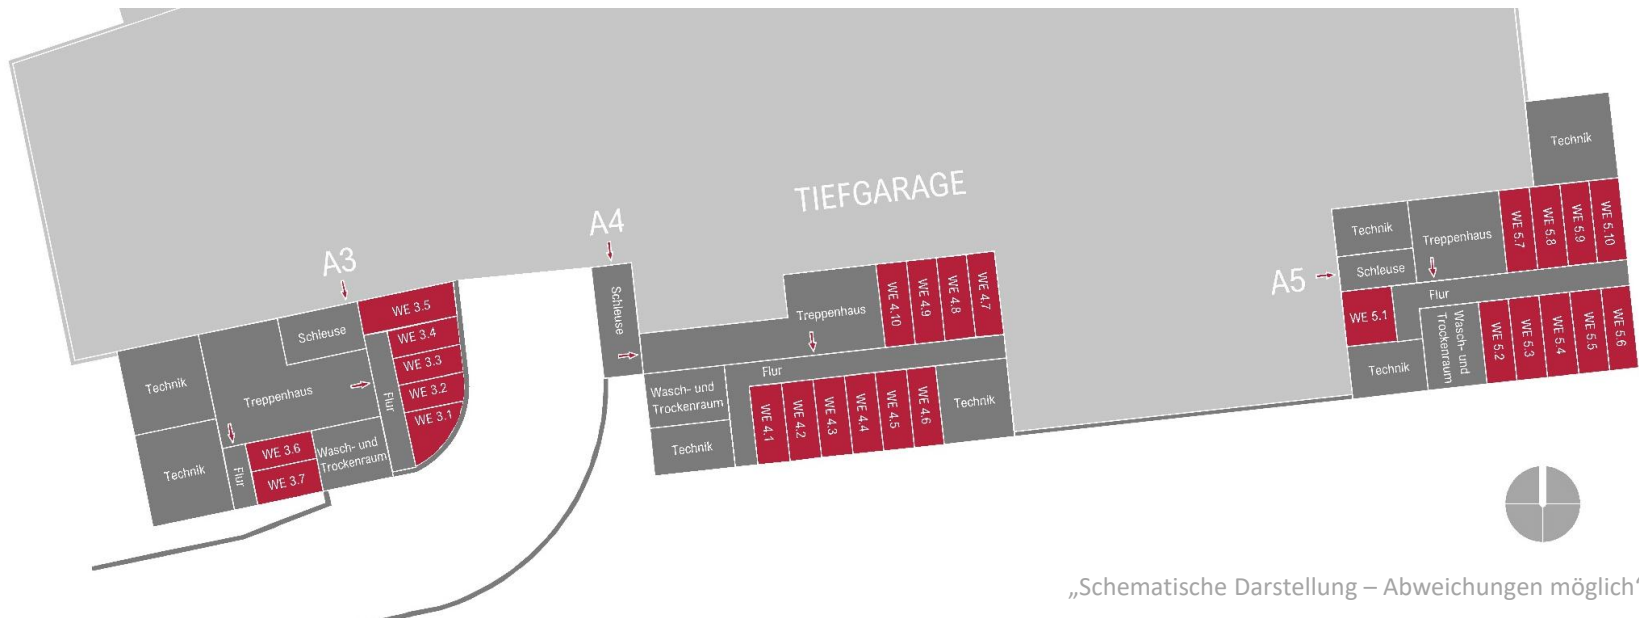 TIEFGARAGE
A3
Schleuse
WE 3.5
WE 3.4
WE 3.3
WE 3.2
WE 3.1
Technik
Treppenhaus
Flur
Technik
Flur
WE 3.6
WE 3.7
Wasch- und
Trockenraum
A4
Schleuse
Treppenhaus
WE 4.10
WE 4.9
WE 4.8
WE 4.7
Flur
Wasch- und
Trockenraum
Technik
WE 4.1
WE 4.2
WE 4.3
WE 4.4
WE 4.5
WE 4.6
Technik
A5
Technik
Technik
Schleuse
Treppenhaus
WE 5.7
WE 5.8
WE 5.9
WE 5.10
Flur
WE 5.1
Technik
Wasch- und
Trockenraum
WE 5.2
WE 5.3
WE 5.4
WE 5.5
WE 5.6
„Schematische Darstellung – Abweichungen möglich“